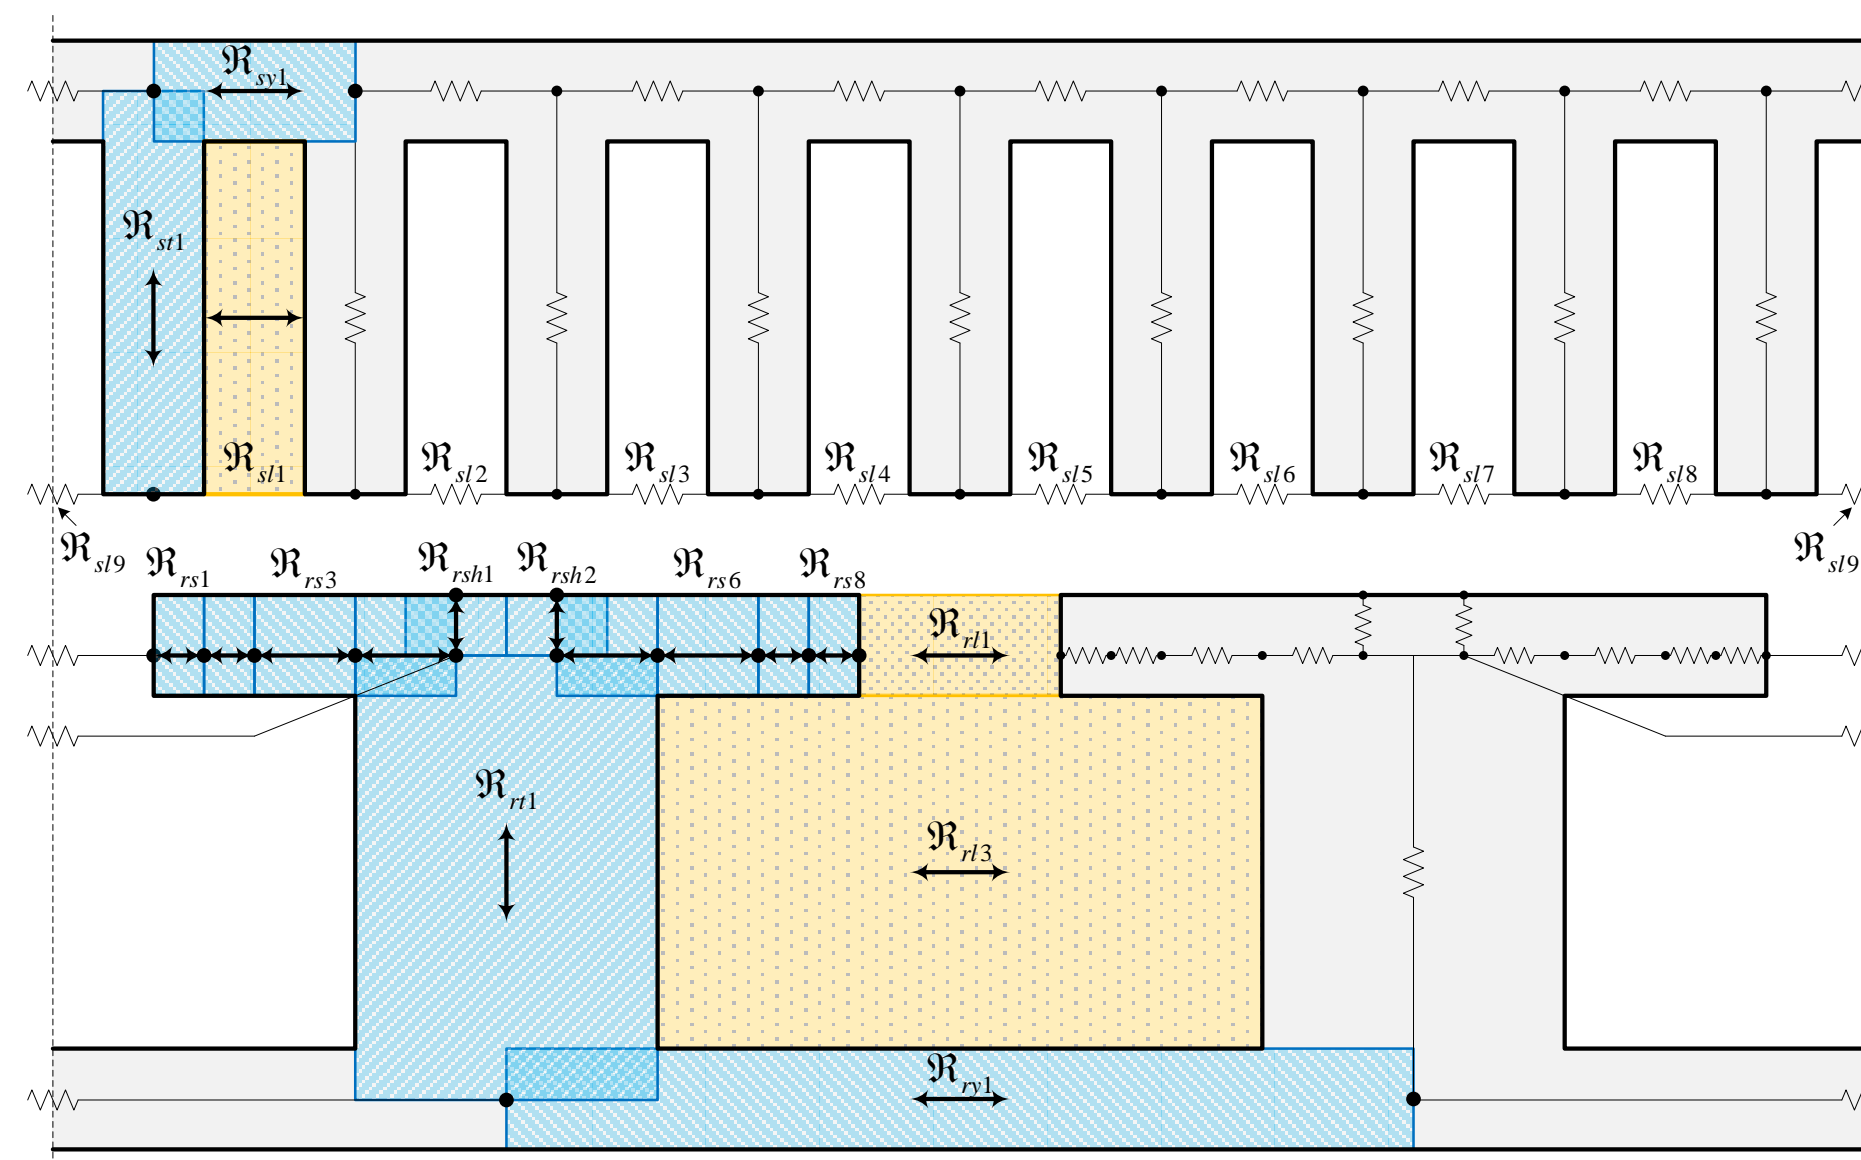 ℜsy1
ℜst1
ℜsl1 ℜsl2 ℜsl3 ℜsl4 ℜsl5 ℜsl6 ℜsl7 ℜsl8
ℜsl9 ℜrs1 ℜrs3 ℜrsh1 ℜrsh2 ℜrs6 ℜrs8 ℜsl9
ℜrl1
ℜrt1
ℜrl3
ℜry1